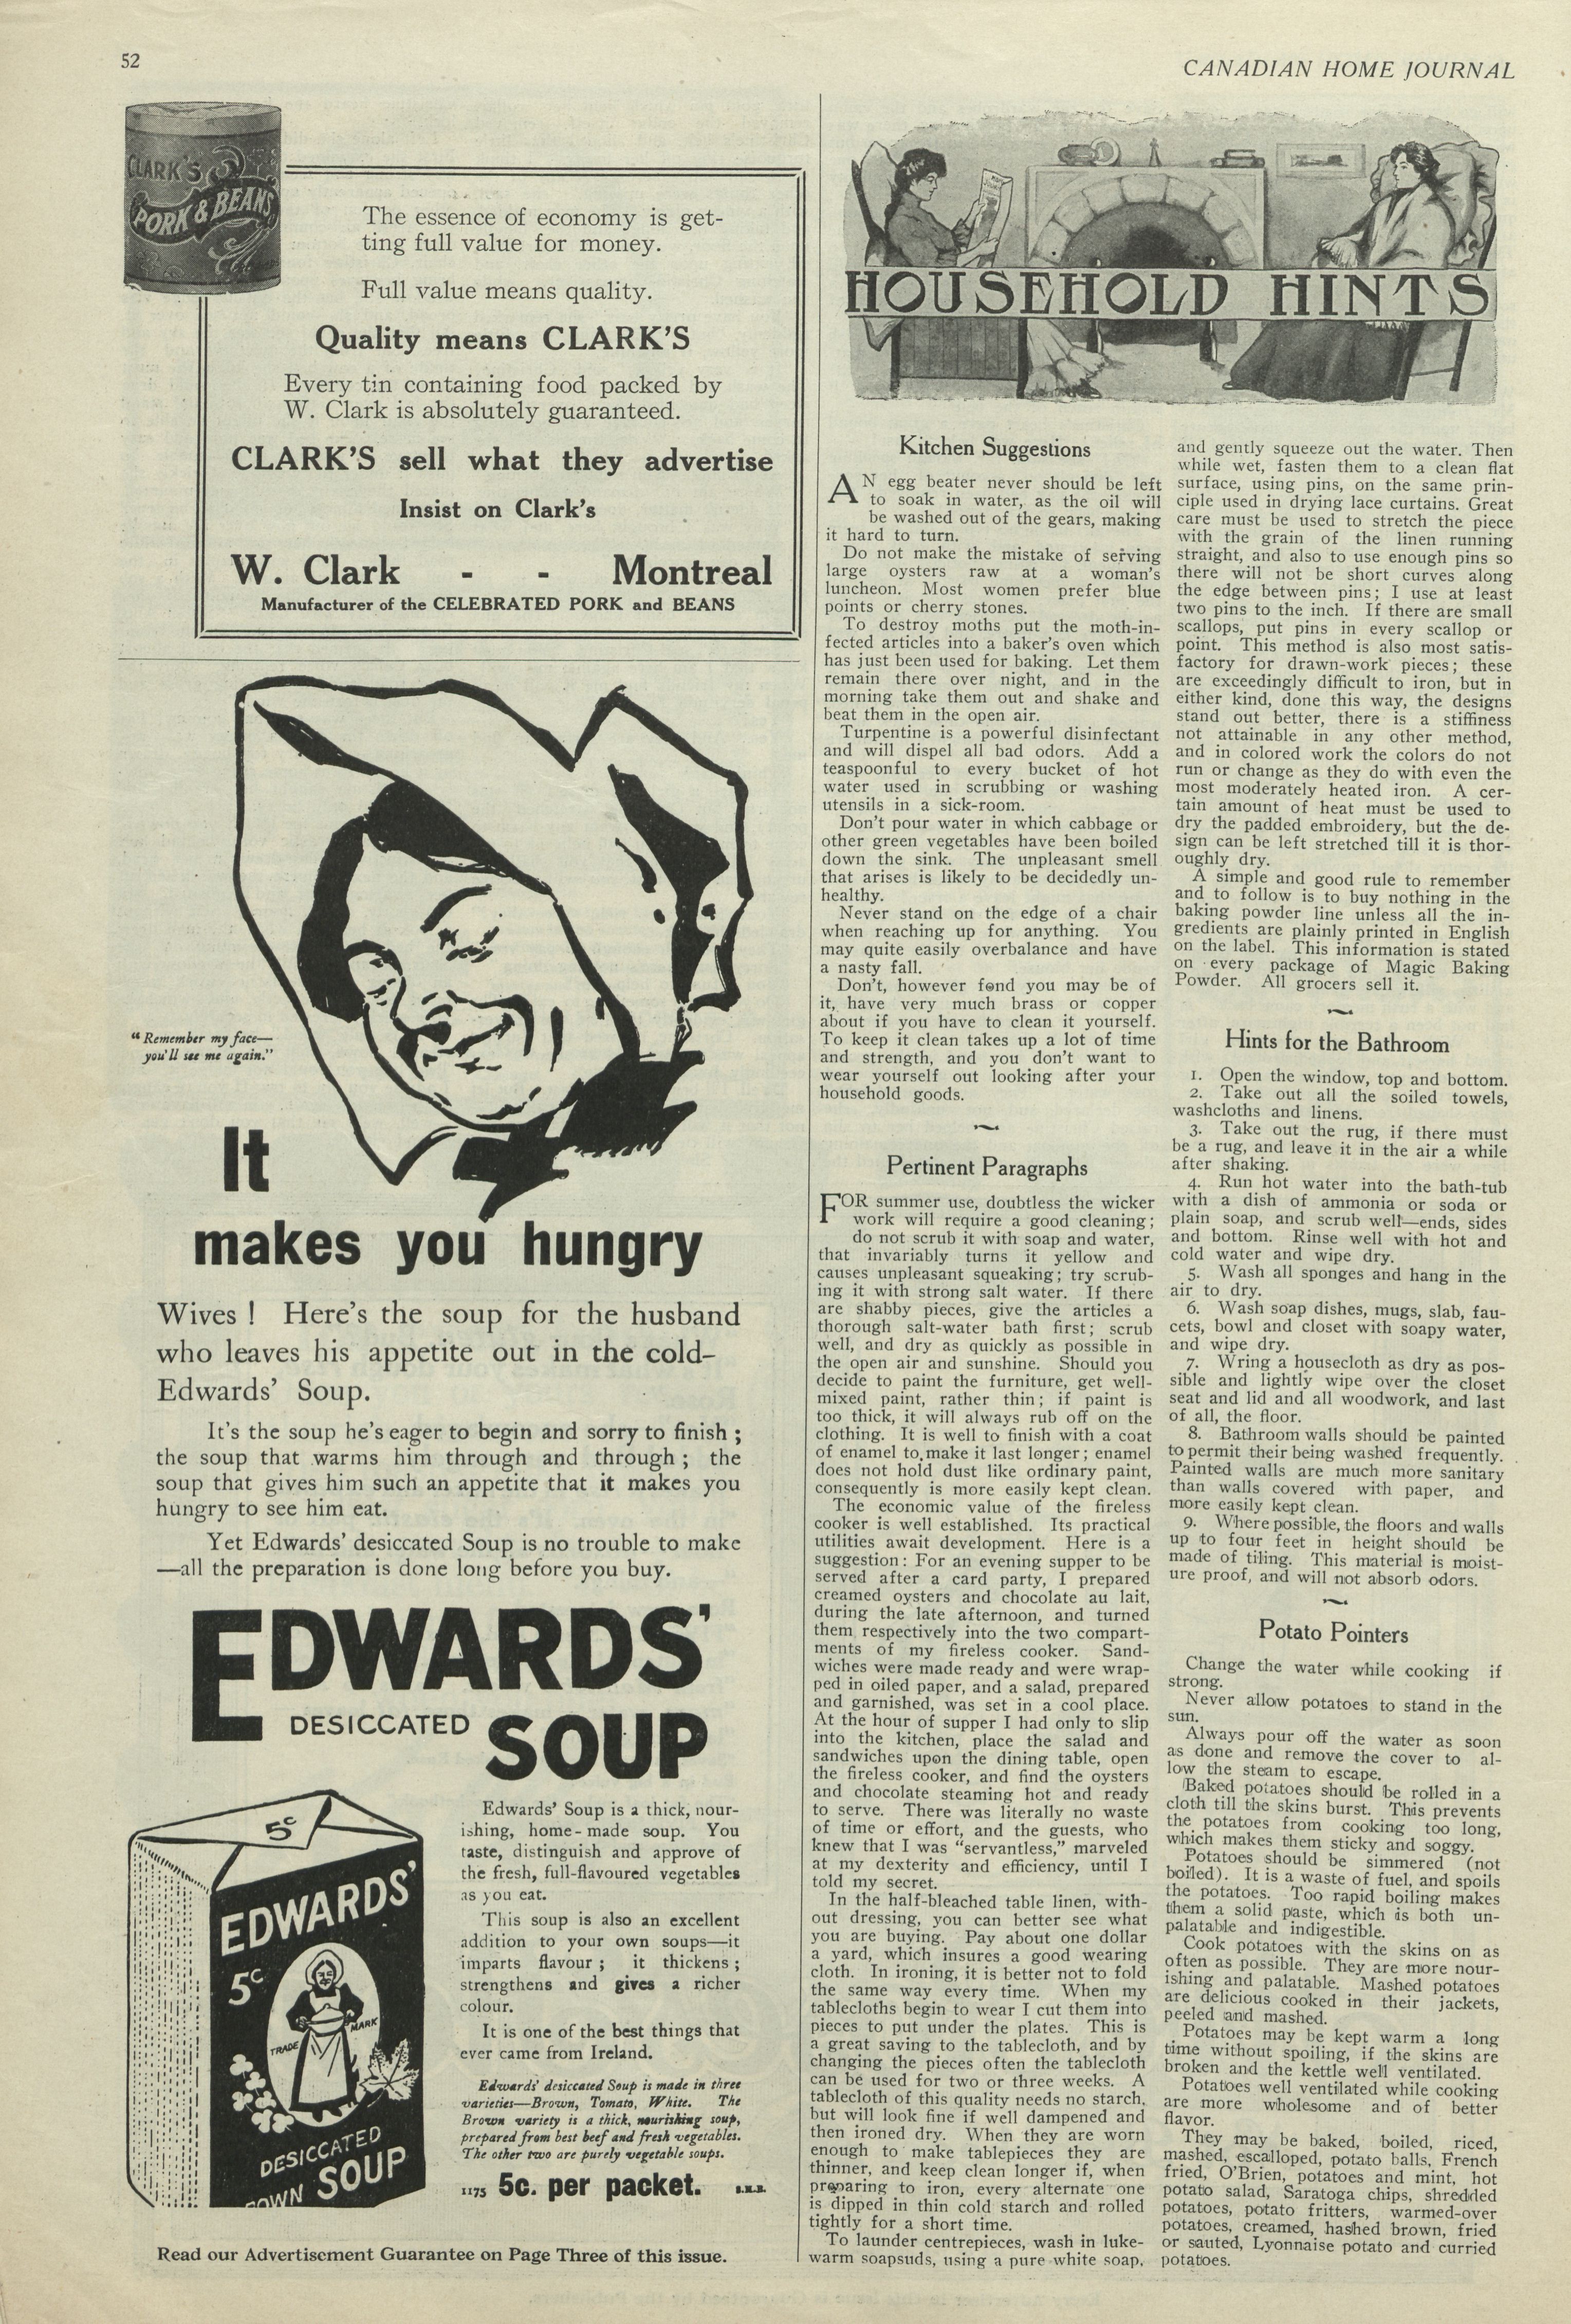 52
CANADIAN HOME JOURNAL
CLARK'S
PORK & BEANS
The essence of economy is get-
ting full value for money.
Full value means quality.
Quality means CLARK'S
Every tin containing food packed by
W. Clark is absolutely guaranteed.
CLARK'S sell what they advertise
Insist on Clark's
W. Clark - - Montreal
Manufacturer of the CELEBRATED PORK and BEANS
"Remember my face—
you'll see me again."
It
makes you hungry
Wives ! Here's the soup for the husband
who leaves his appetite out in the cold-
Edwards' Soup.
It's the soup he's eager to begin and sorry to finish ;
the soup that warms him through and through ; the
soup that gives him such an appetite that it makes you
hungry to see him eat.
Yet Edwards' desiccated Soup is no trouble to make
—all the preparation is done long before you buy.
EDWARDS'
DESICCATED SOUP
5c
EDWARDS'
5c
TRADE MARK
DESICCATED
OWN SOUP
Edwards' Soup is a thick, nour-
ishing, home-made soup. You
taste, distinguish and approve of
the fresh, full-flavoured vegetables
as you eat.
This soup is also an excellent
addition to your own soups—it
imparts flavour ; it thickens ;
strengthens and gives a richer
colour.
It is one of the best things that
ever came from Ireland.
Edwards' desiccated Soup is made in three
varieties—Brown, Tomato, White. The
Brown variety is a thick, nourishing soup,
prepared from best beef and fresh vegetables.
The other two are purely vegetable soups.
1175 5c. per packet. S.H.B.
Read our Advertisement Guarantee on Page Three of this issue.
HOUSEHOLD HINTS
Kitchen Suggestions
AN egg beater never should be left
to soak in water, as the oil will
be washed out of the gears, making
it hard to turn.
Do not make the mistake of serving
large oysters raw at a woman's
luncheon. Most women prefer blue
points or cherry stones.
To destroy moths put the moth-in-
fected articles into a baker's oven which
has just been used for baking. Let them
remain there over night, and in the
morning take them out and shake and
beat them in the open air.
Turpentine is a powerful disinfectant
and will dispel all bad odors. Add a
teaspoonful to every bucket of hot
water used in scrubbing or washing
utensils in a sick-room.
Don't pour water in which cabbage or
other green vegetables have been boiled
down the sink. The unpleasant smell
that arises is likely to be decidedly un-
healthy.
Never stand on the edge of a chair
when reaching up for anything. You
may quite easily overbalance and have
a nasty fall.
Don't, however fond you may be of
it, have very much brass or copper
about if you have to clean it yourself.
To keep it clean takes up a lot of time
and strength, and you don't want to
wear yourself out looking after your
household goods.
Pertinent Paragraphs
FOR summer use, doubtless the wicker
work will require a good cleaning;
do not scrub it with soap and water,
that invariably turns it yellow and
causes unpleasant squeaking; try scrub-
ing it with strong salt water. If there
are shabby pieces, give the articles a
thorough salt-water bath first; scrub
well, and dry as quickly as possible in
the open air and sunshine. Should you
decide to paint the furniture, get well-
mixed paint, rather thin; if paint is
too thick, it will always rub off on the
clothing. It is well to finish with a coat
of enamel to make it last longer; enamel
does not hold dust like ordinary paint,
consequently is more easily kept clean.
The economic value of the fireless
cooker is well established. Its practical
utilities await development. Here is a
suggestion: For an evening supper to be
served after a card party, I prepared
creamed oysters and chocolate au lait,
during the late afternoon, and turned
them respectively into the two compart-
ments of my fireless cooker. Sand-
wiches were made ready and were wrap-
ped in oiled paper, and a salad, prepared
and garnished, was set in a cool place.
At the hour of supper I had only to slip
into the kitchen, place the salad and
sandwiches upon the dining table, open
the fireless cooker, and find the oysters
and chocolate steaming hot and ready
to serve. There was literally no waste
of time or effort, and the guests, who
knew that I was "servantless," marveled
at my dexterity and efficiency, until I
told my secret.
In the half-bleached table linen, with-
out dressing, you can better see what
you are buying. Pay about one dollar
a yard, which insures a good wearing
cloth. In ironing, it is better not to fold
the same way every time. When my
tablecloths begin to wear I cut them into
pieces to put under the plates. This is
a great saving to the tablecloth, and by
changing the pieces often the tablecloth
can be used for two or three weeks. A
tablecloth of this quality needs no starch,
but will look fine if well dampened and
then ironed dry. When they are worn
enough to make tablepieces they are
thinner, and keep clean longer if, when
preparing to iron, every alternate one
is dipped in thin cold starch and rolled
tightly for a short time.
To launder centrepieces, wash in luke-
warm soapsuds, using a pure white soap,
and gently squeeze out the water. Then
while wet, fasten them to a clean flat
surface, using pins, on the same prin-
ciple used in drying lace curtains. Great
care must be used to stretch the piece
with the grain of the linen running
straight, and also to use enough pins so
there will not be short curves along
the edge between pins; I use at least
two pins to the inch. If there are small
scallops, put pins in every scallop or
point. This method is also most satis-
factory for drawn-work pieces; these
are exceedingly difficult to iron, but in
either kind, done this way, the designs
stand out better, there is a stiffiness
not attainable in any other method,
and in colored work the colors do not
run or change as they do with even the
most moderately heated iron. A cer-
tain amount of heat must be used to
dry the padded embroidery, but the de-
sign can be left stretched till it is thor-
oughly dry.
A simple and good rule to remember
and to follow is to buy nothing in the
baking powder line unless all the in-
gredients are plainly printed in English
on the label. This information is stated
on every package of Magic Baking
Powder. All grocers sell it.
Hints for the Bathroom
1. Open the window, top and bottom.
2. Take out all the soiled towels,
washcloths and linens.
3. Take out the rug, if there must
be a rug, and leave it in the air a while
after shaking.
4. Run hot water into the bath-tub
with a dish of ammonia or soda or
plain soap, and scrub well—ends, sides
and bottom. Rinse well with hot and
cold water and wipe dry.
5. Wash all sponges and hang in the
air to dry.
6. Wash soap dishes, mugs, slab, fau-
cets, bowl and closet with soapy water,
and wipe dry.
7. Wring a housecloth as dry as pos-
sible and lightly wipe over the closet
seat and lid and all woodwork, and last
of all, the floor.
8. Bathroom walls should be painted
to permit their being washed frequently.
Painted walls are much more sanitary
than walls covered with paper, and
more easily kept clean.
9. Where possible, the floors and walls
up to four feet in height should be
made of tiling. This material is moist-
ure proof, and will not absorb odors.
Potato Pointers
Change the water while cooking if
strong.
Never allow potatoes to stand in the
sun.
Always pour off the water as soon
as done and remove the cover to al-
low the steam to escape.
Baked potatoes should be rolled in a
cloth till the skins burst. This prevents
the potatoes from cooking too long,
which makes them sticky and soggy.
Potatoes should be simmered (not
boiled). It is a waste of fuel, and spoils
the potatoes. Too rapid boiling makes
them a solid paste, which is both un-
palatable and indigestible.
Cook potatoes with the skins on as
often as possible. They are more nour-
ishing and palatable. Mashed potatoes
are delicious cooked in their jackets,
peeled and mashed.
Potatoes may be kept warm a long
time without spoiling, if the skins are
broken and the kettle well ventilated.
Potatoes well ventilated while cooking
are more wholesome and of better
flavor.
They may be baked, boiled, riced,
mashed, escalloped, potato balls, French
fried, O'Brien, potatoes and mint, hot
potato salad, Saratoga chips, shredded
potatoes, potato fritters, warmed-over
potatoes, creamed, hashed brown, fried
or sauted, Lyonnaise potato and curried
potatoes.